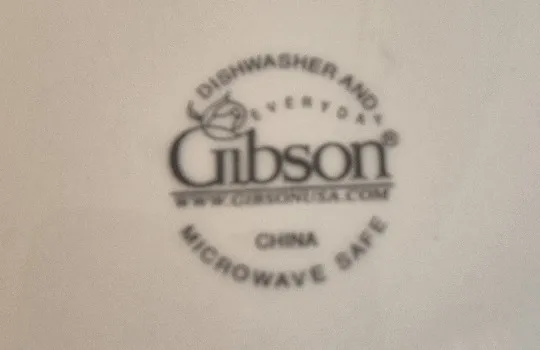 DISHWASHER AND
EVERYDAY
Gibson®
WWW.GIBSONUSA.COM
CHINA
MICROWAVE SAFE